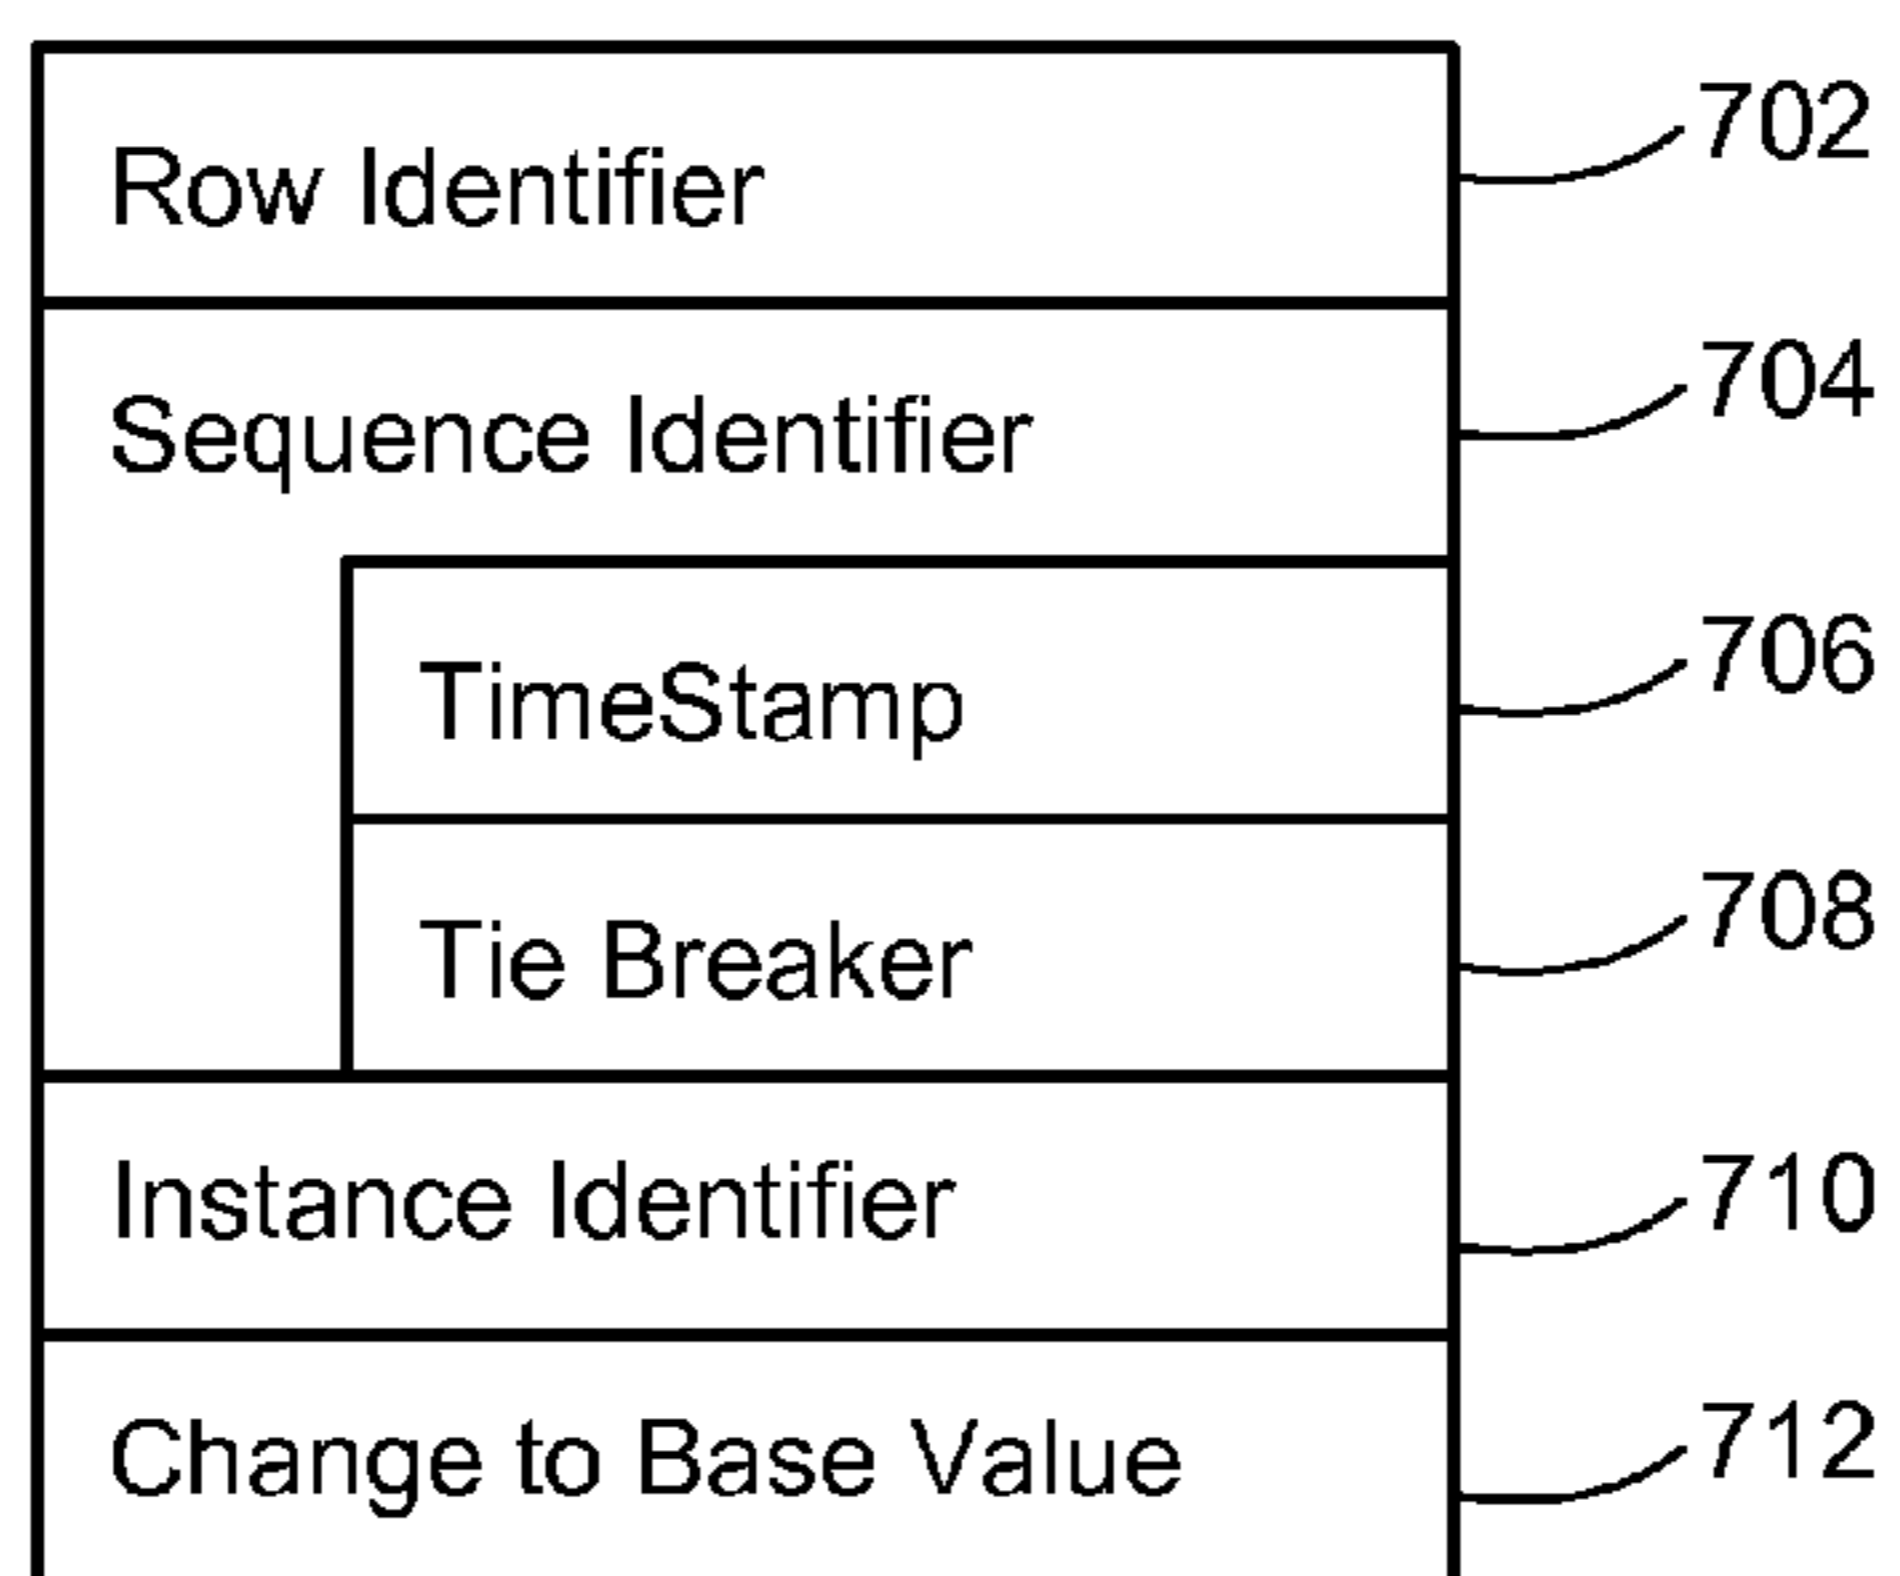 Row Identifier 702
Sequence Identifier 704
TimeStamp 706
Tie Breaker 708
Instance Identifier 710
Change to Base Value 712